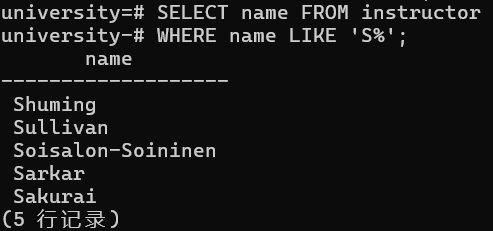 university=# SELECT name FROM instructor
university-# WHERE name LIKE 'S%';
name
-------------------
Shuming
Sullivan
Soisalon-Soininen
Sarkar
Sakurai
(5 行记录)